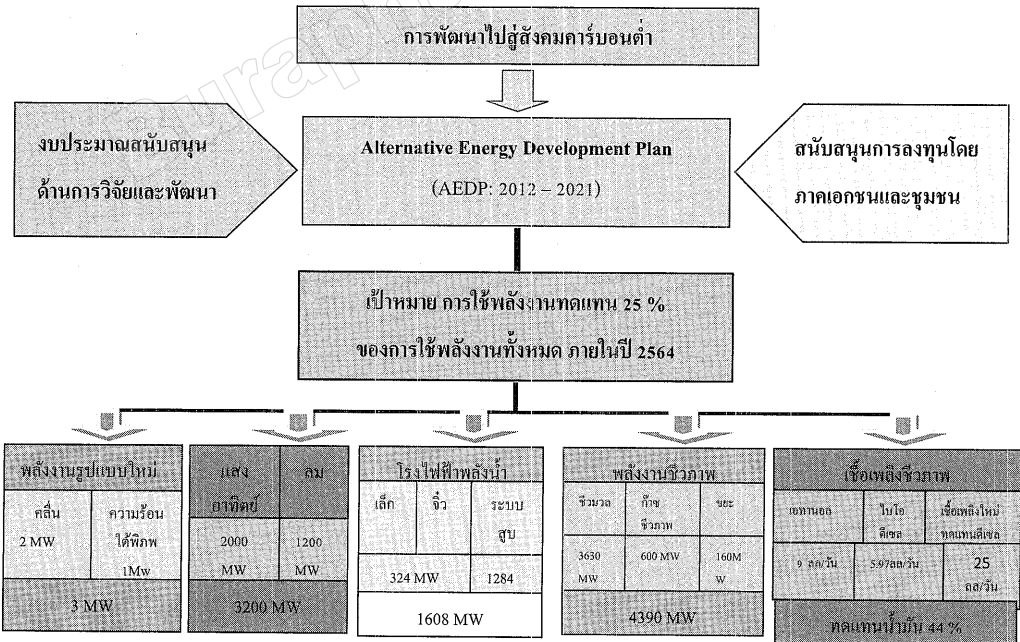 การพัฒนาไปสู่สังคมคาร์บอนต่ำ
งบประมาณสนับสนุน
ด้านการวิจัยและพัฒนา
Alternative Energy Development Plan
(AEDP: 2012 – 2021)
สนับสนุนการลงทุนโดย
ภาคเอกชนและชุมชน
เป้าหมาย การใช้พลังงานทดแทน 25 %
ของการใช้พลังงานทั้งหมด ภายในปี 2564
พลังงานรูปแบบใหม่
คลื่น
2 MW
ความร้อน
ใต้พิภพ
1Mw
3 MW
แสง
อาทิตย์
ลม
2000
MW
1200
MW
3200 MW
โรงไฟฟ้าพลังน้ำ
เล็ก
จิ๋ว
ระบบ
สูบ
324 MW
1284
1608 MW
พลังงานชีวภาพ
ชีวมวล
ก๊าซ
ชีวภาพ
ขยะ
3630
MW
600 MW
160M
W
4390 MW
เชื้อเพลิงชีวภาพ
เอทานอล
ไบโอ
ดีเซล
เชื้อเพลิงใหม่
ทดแทนดีเซล
9 ลล/วัน
5.97ลล/วัน
25
ลล/วัน
ทดแทนน้ำมัน 44 %